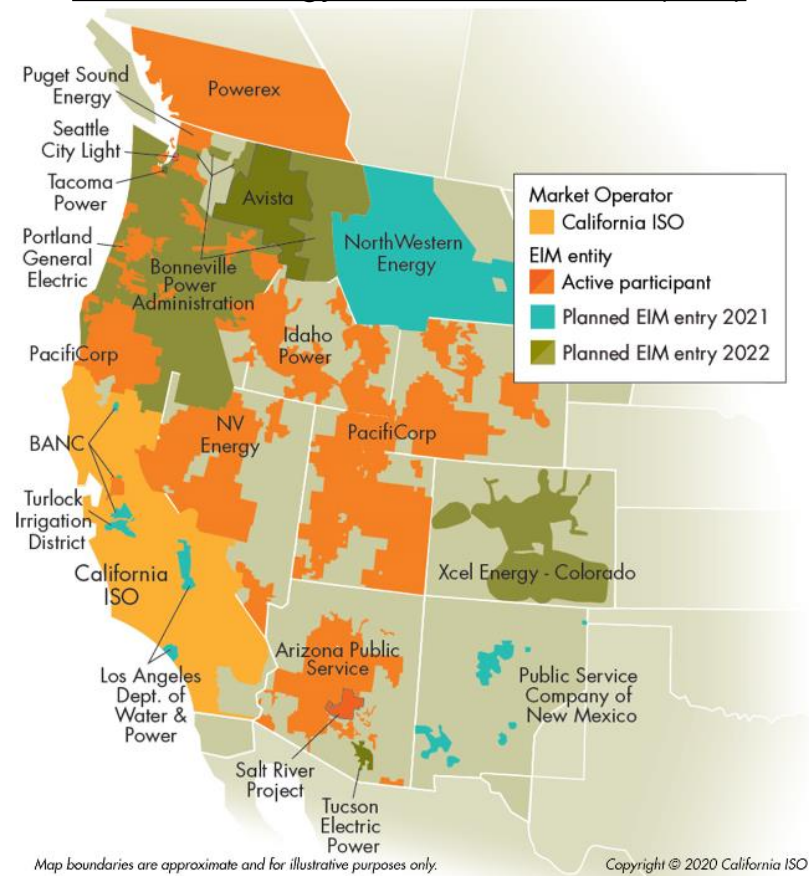 Puget Sound
Energy
Powerex
Seattle
City Light
Tacoma
Power
Avista
Portland
General
Electric
Bonneville
Power
Administration
NorthWestern
Energy
Market Operator
California ISO
EIM entity
Active participant
Planned EIM entry 2021
Planned EIM entry 2022
PacifiCorp
Idaho
Power
NV
Energy
PacifiCorp
BANC
Turlock
Irrigation
District
California
ISO
Xcel Energy - Colorado
Los Angeles
Dept. of
Water &
Power
Arizona Public
Service
Public Service
Company of
New Mexico
Salt River
Project
Tucson
Electric
Power
Map boundaries are approximate and for illustrative purposes only.
Copyright © 2020 California ISO